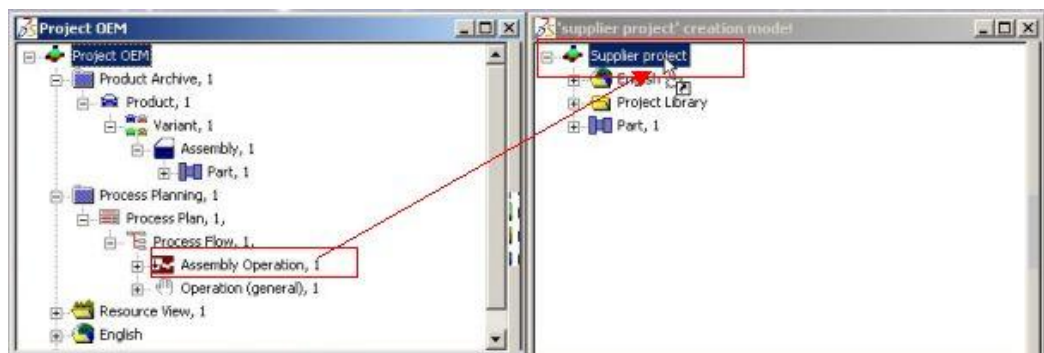 Project OEM
Project OEM
Product Archive, 1
Product, 1
Variant, 1
Assembly, 1
Part, 1
Process Planning, 1
Process Plan, 1,
Process Flow, 1,
Assembly Operation, 1
Operation (general), 1
Resource View, 1
English
'supplier project' creation model
Supplier project
English
Project Library
Part, 1